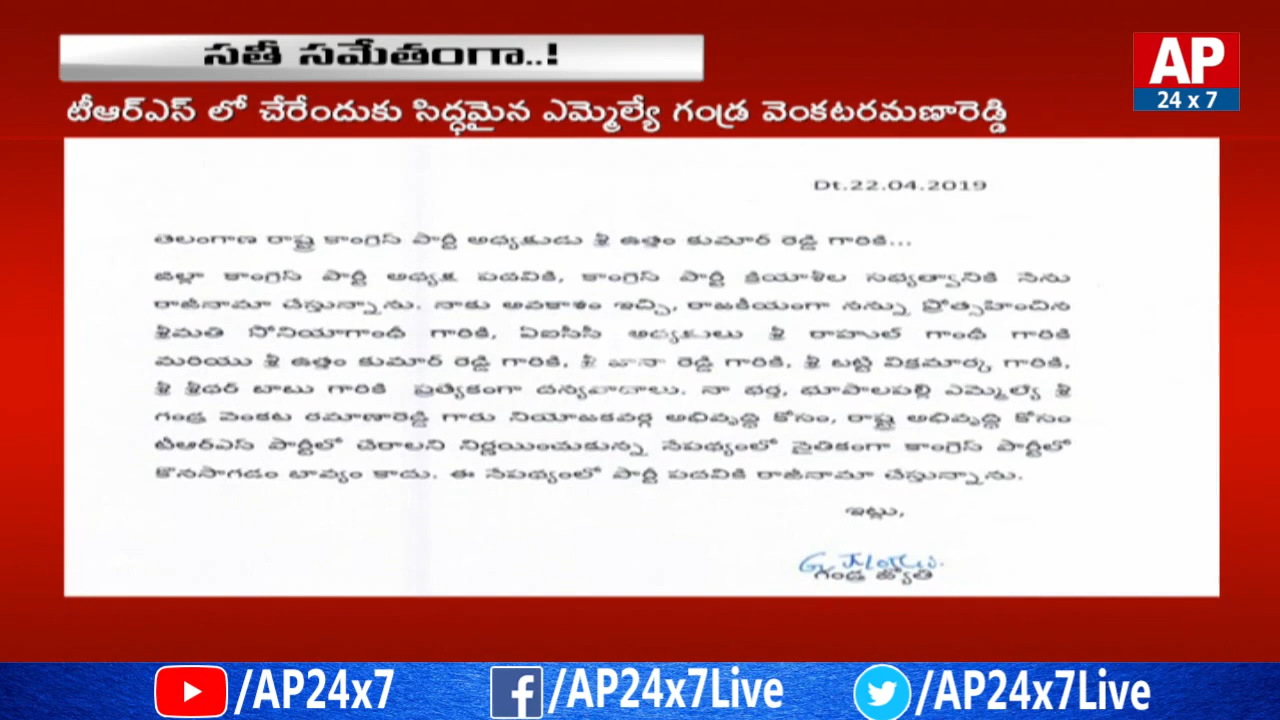 సతీ సమేతంగా..!
AP
24 x 7
టీఆర్ఎస్ లో చేరేందుకు సిద్ధమైన ఎమ్మెల్యే గండ్ర వెంకటరమణారెడ్డి
Dt.22.04.2019
తెలంగాణ రాష్ట్ర కాంగ్రెస్ పార్టీ అధ్యక్షుడు శ్రీ ఉత్తం కుమార్ రెడ్డి గారికి...
జిల్లా కాంగ్రెస్ పార్టీ అధ్యక్ష పదవికి, కాంగ్రెస్ పార్టీ క్రియాశీల సభ్యత్వానికి నేను
రాజీనామా చేస్తున్నాను. నాకు అవకాశం ఇచ్చి, రాజకీయంగా నన్ను ప్రోత్సహించిన
శ్రీమతి సోనియాగాంధీ గారికి, ఏఐసిసి అధ్యక్షులు శ్రీ రాహుల్ గాంధీ గారికి
మరియు శ్రీ ఉత్తం కుమార్ రెడ్డి గారికి, శ్రీ జానా రెడ్డి గారికి, శ్రీ బట్టి విక్రమార్క గారికి,
శ్రీ శ్రీధర్ బాబు గారికి ప్రత్యేకంగా ధన్యవాదాలు. నా భర్త, భూపాలపల్లి ఎమ్మెల్యే శ్రీ
గండ్ర వెంకట రమాణారెడ్డి గారు నియోజకవర్గ అభివృద్ధి కోసం, రాష్ట్ర అభివృద్ధి కోసం
టీఆర్ఎస్ పార్టీలో చేరాలని నిర్ణయించుకున్న నేపథ్యంలో నైతికంగా కాంగ్రెస్ పార్టీలో
కొనసాగడం బావ్యం కాదు. ఈ నేపథ్యంలో పార్టీ పదవికి రాజీనామా చేస్తున్నాను.
ఇట్లు,
గండ్ర జ్యోతి
/AP24x7 /AP24x7Live /AP24x7Live